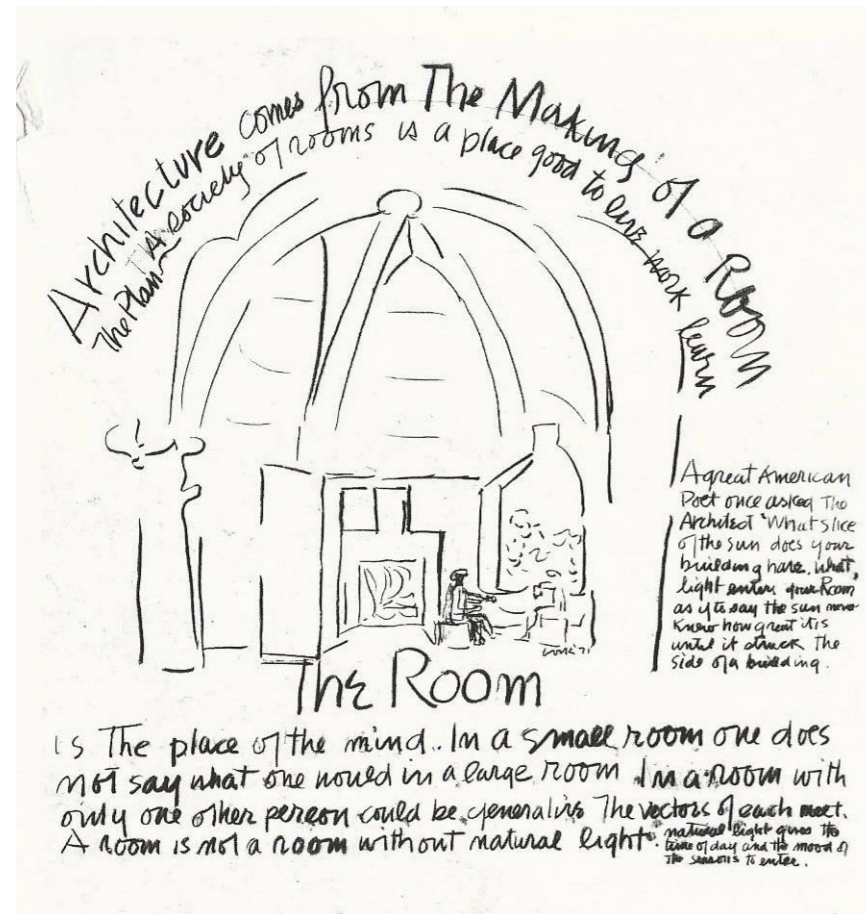 Architecture comes from The Making of a Room
The Plan – A society of rooms is a place good to live work learn
A great American
Poet once asked The
Architect "What slice
of the sun does your
building have, what
light enters your Room
as if to say the sun never
knew how great it is
until it struck the
side of a building.
The Room
is The place of the mind. In a small room one does
not say what one would in a large room. In a room with
only one other person could be generative The vectors of each meet.
A room is not a room without natural light.
natural light gives the
time of day and the mood of
the seasons to enter.